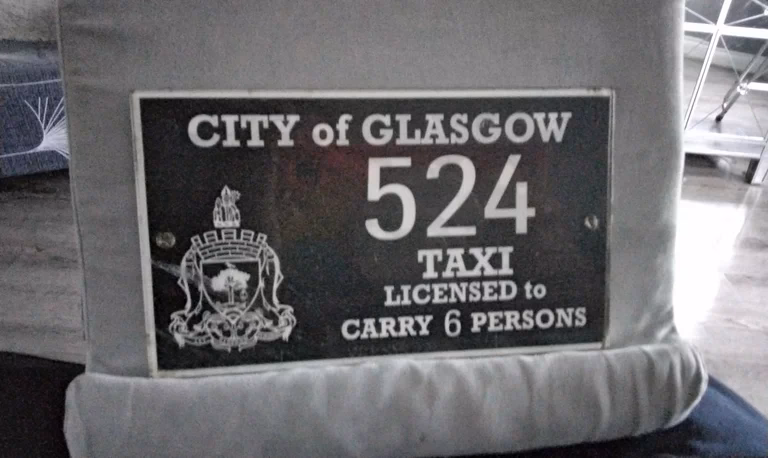 CITY of GLASGOW
524
TAXI
LICENSED to
CARRY 6 PERSONS